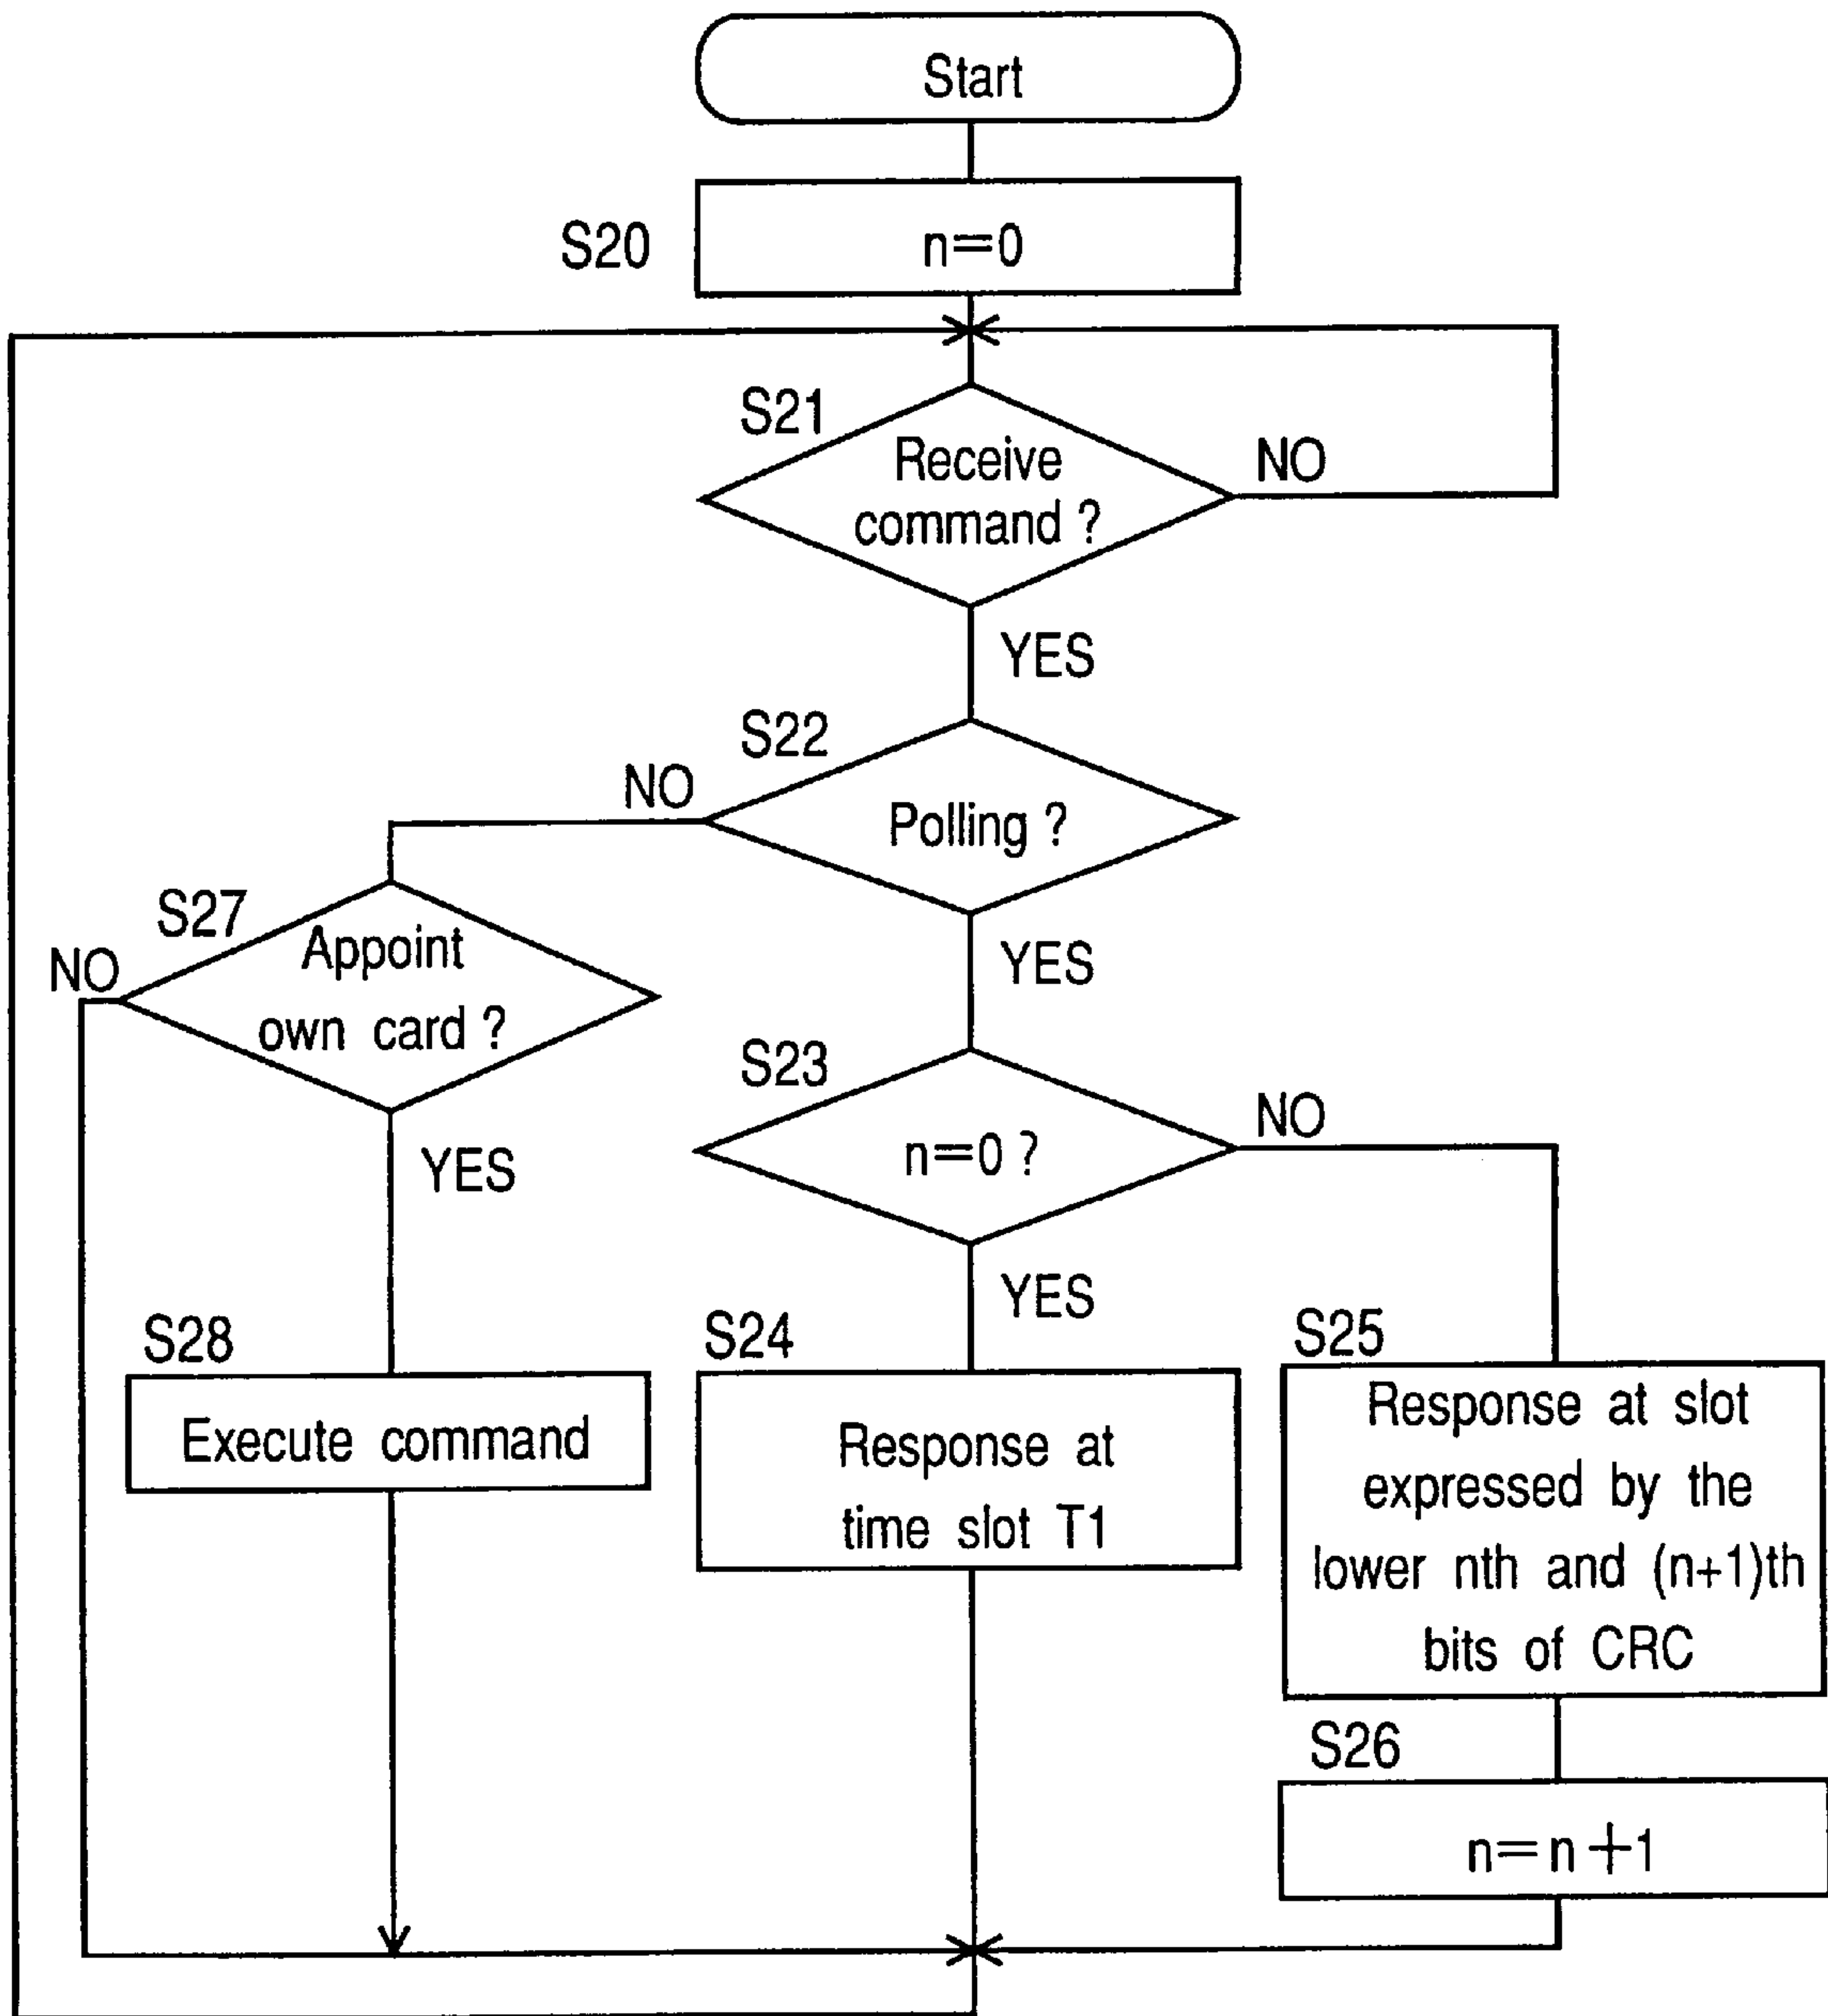 Start
S20
n=0
S21
Receive
command ?
NO
YES
S22
NO
Polling ?
YES
S27
NO
Appoint
own card ?
YES
S23
n=0 ?
NO
YES
S28
Execute command
S24
Response at
time slot T1
S25
Response at slot
expressed by the
lower nth and (n+1)th
bits of CRC
S26
n=n+1